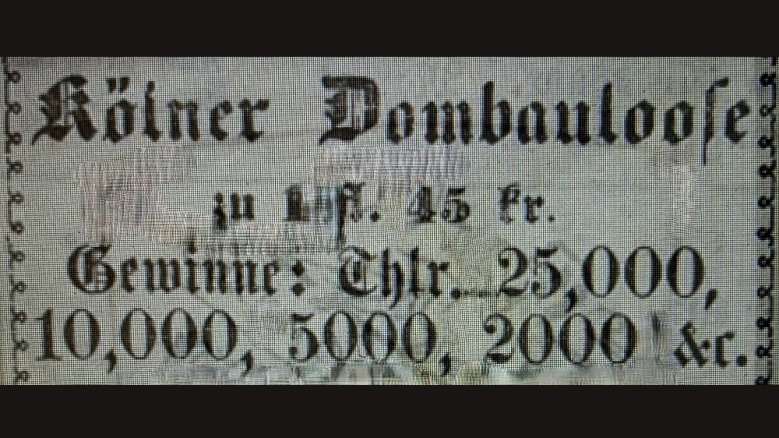 Kölner Dombauloose
zu 1 fl. 45 kr.
Gewinne: Thlr. 25,000,
10,000, 5000, 2000 &c.